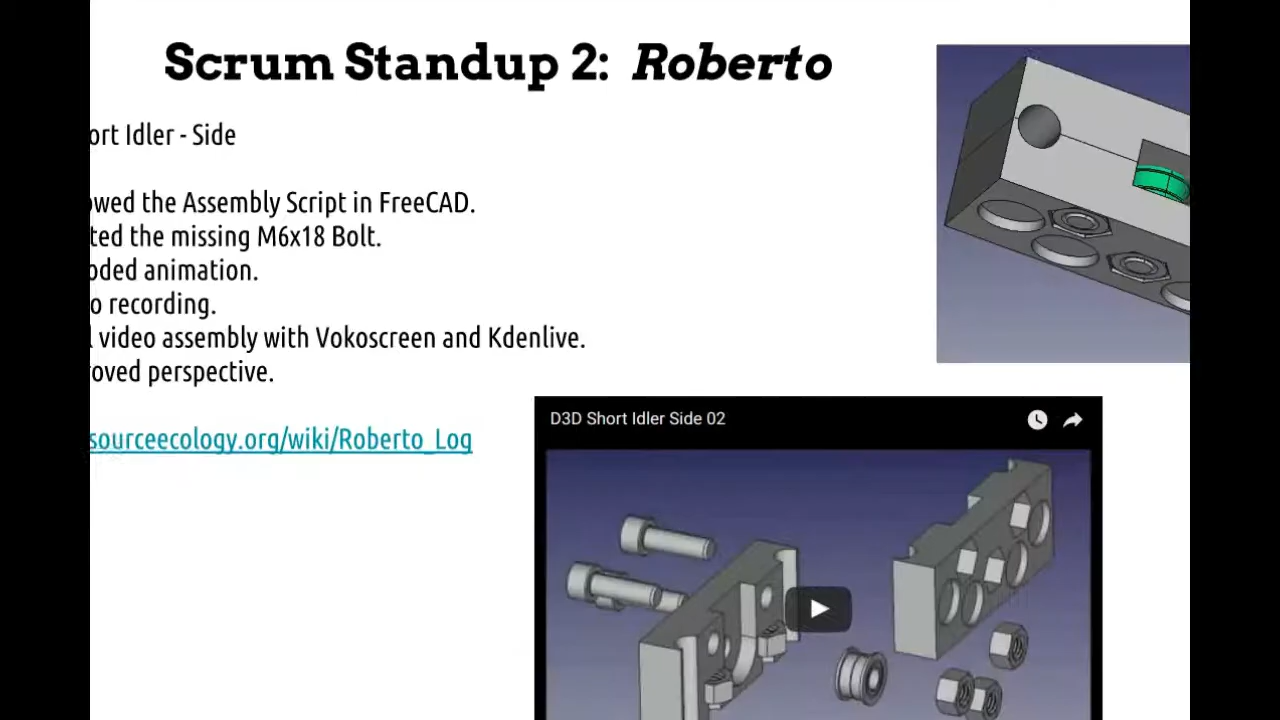 Scrum Standup 2: Roberto
ort Idler - Side
owed the Assembly Script in FreeCAD.
ted the missing M6x18 Bolt.
oded animation.
o recording.
l video assembly with Vokoscreen and Kdenlive.
roved perspective.
sourceecology.org/wiki/Roberto_Log
D3D Short Idler Side 02